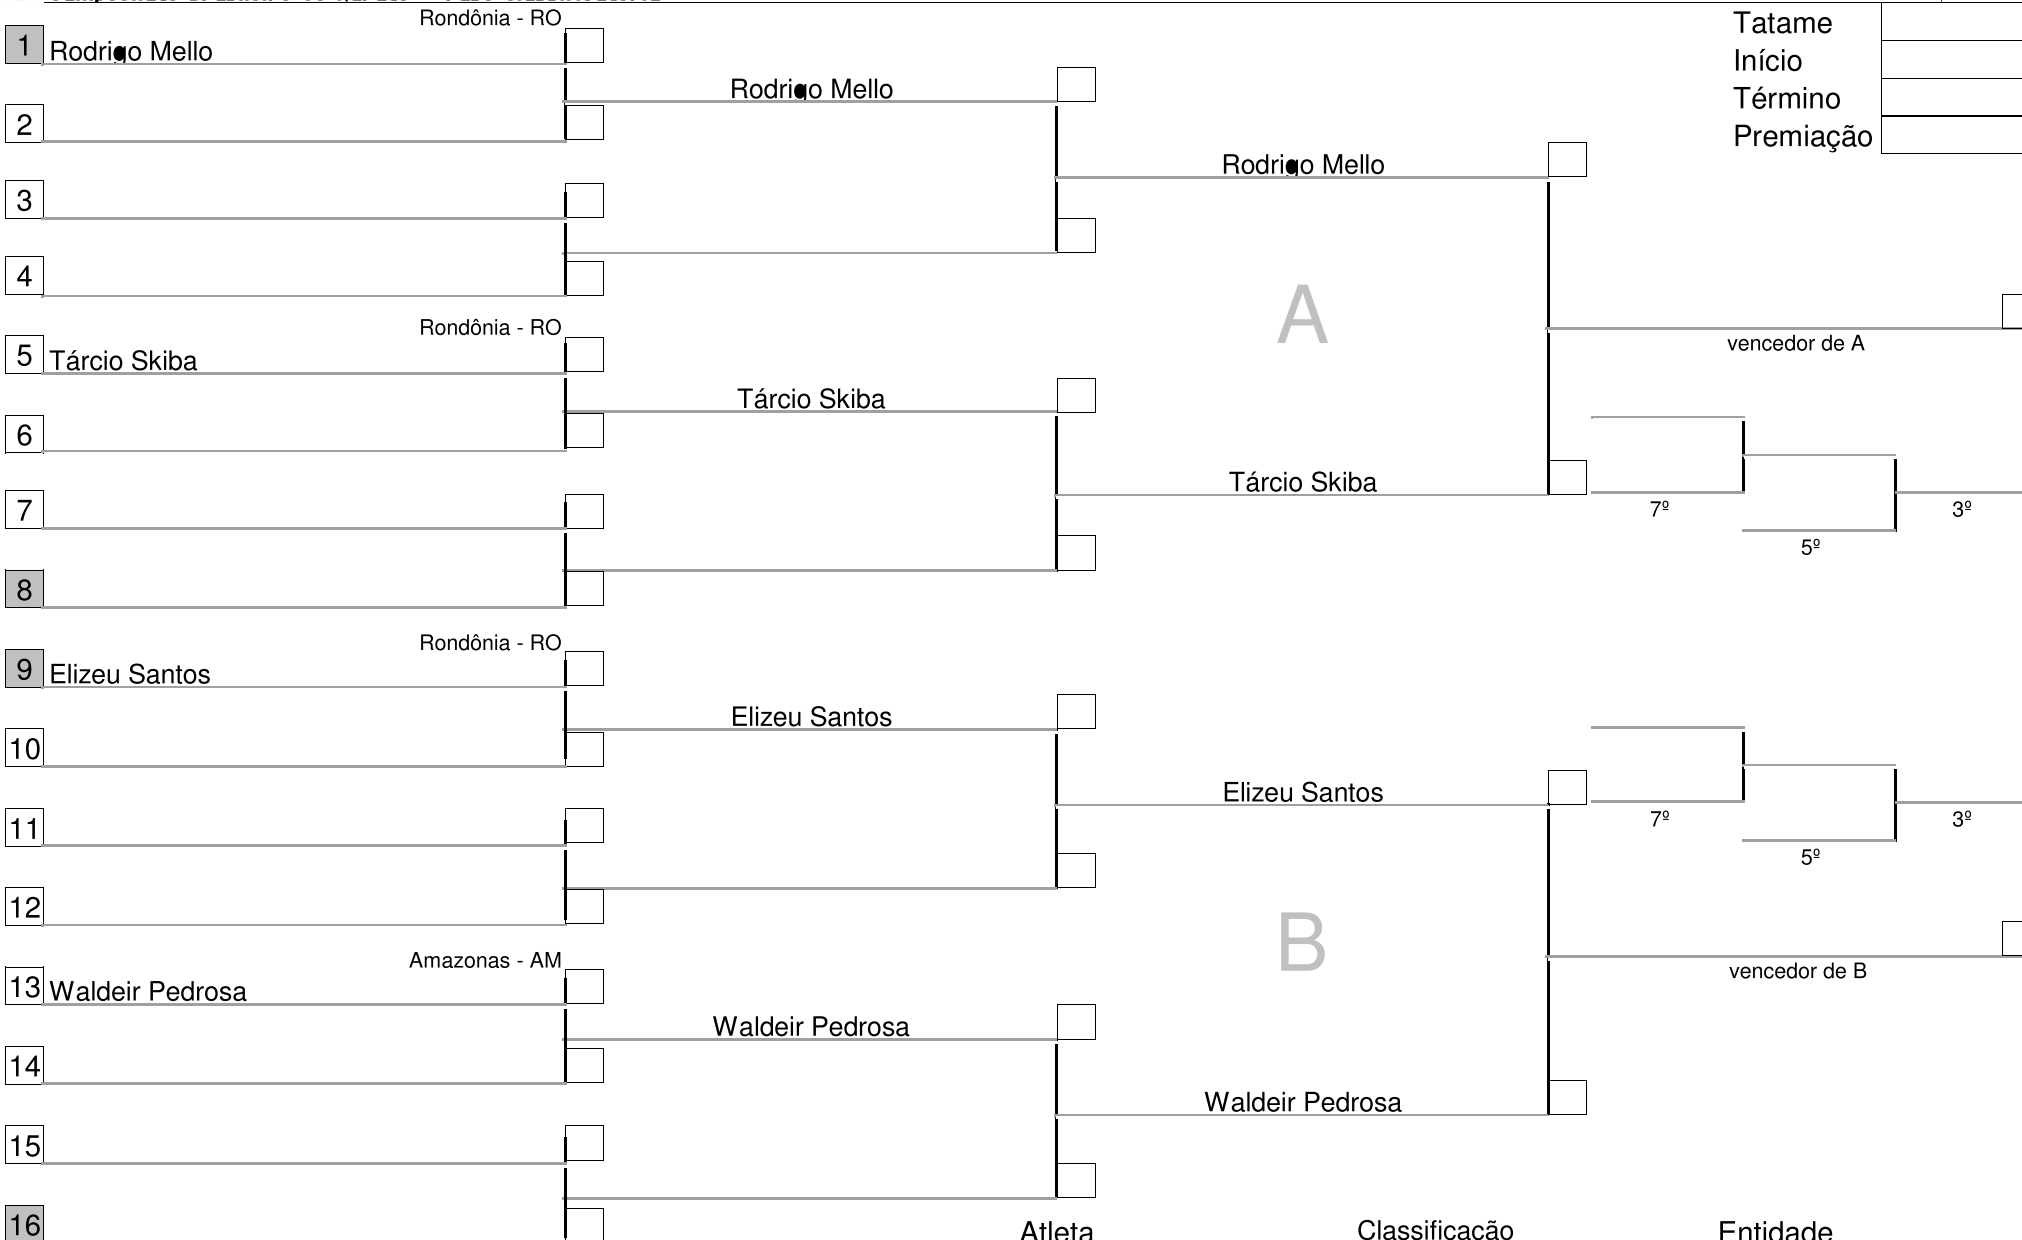 Rondônia - RO
1 Rodrigo Mello
Tatame
Início
Término
Premiação
Rodrigo Mello
2
Rodrigo Mello
3
4
A
Rondônia - RO
5 Tárcio Skiba
vencedor de A
Tárcio Skiba
6
Tárcio Skiba
7
7º
3º
5º
8
Rondônia - RO
9 Elizeu Santos
Elizeu Santos
10
Elizeu Santos
11
7º
3º
5º
12
B
Amazonas - AM
13 Waldeir Pedrosa
vencedor de B
Waldeir Pedrosa
14
Waldeir Pedrosa
15
16
Atleta Classificação Entidade